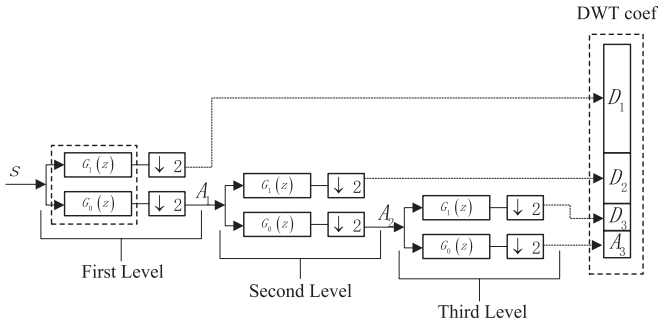 DWT coef
D1
S
G1(z)
↓ 2
G0(z)
↓ 2
A1
G1(z)
↓ 2
G0(z)
↓ 2
D2
A2
G1(z)
↓ 2
G0(z)
↓ 2
D3
A3
First Level
Second Level
Third Level